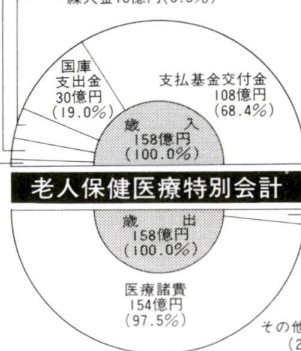 国庫
支出金
30億円
(19.0%)
支払基金交付金
108億円
(68.4%)
歳入
158億円
(100.0%)
老人保健医療特別会計
歳出
158億円
(100.0%)
医療諸費
154億円
(97.5%)
その他
(2